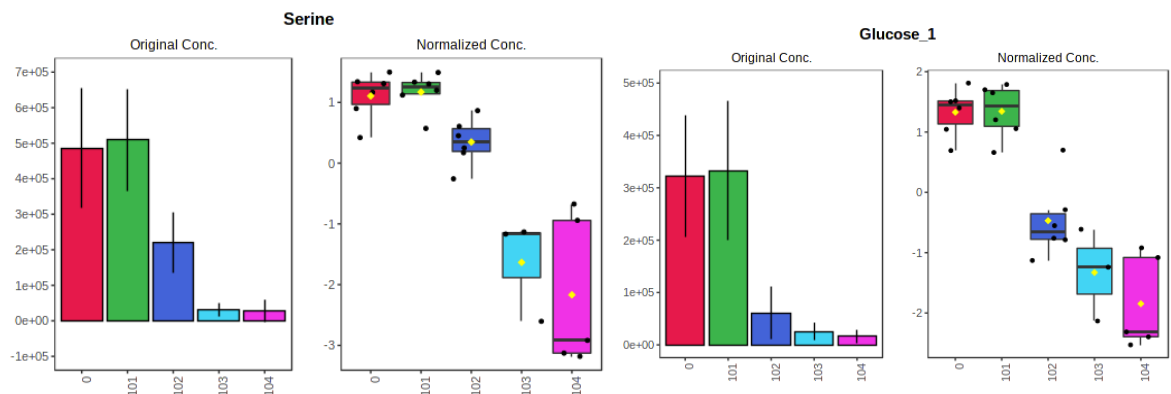 Serine
Original Conc.
Normalized Conc.
7e+05
6e+05
5e+05
4e+05
3e+05
2e+05
1e+05
0e+00
-1e+05
0
101
102
103
104
1
0
-1
-2
-3
0
101
102
103
104
Glucose_1
Original Conc.
Normalized Conc.
5e+05
4e+05
3e+05
2e+05
1e+05
0e+00
0
101
102
103
104
2
1
0
-1
-2
0
101
102
103
104